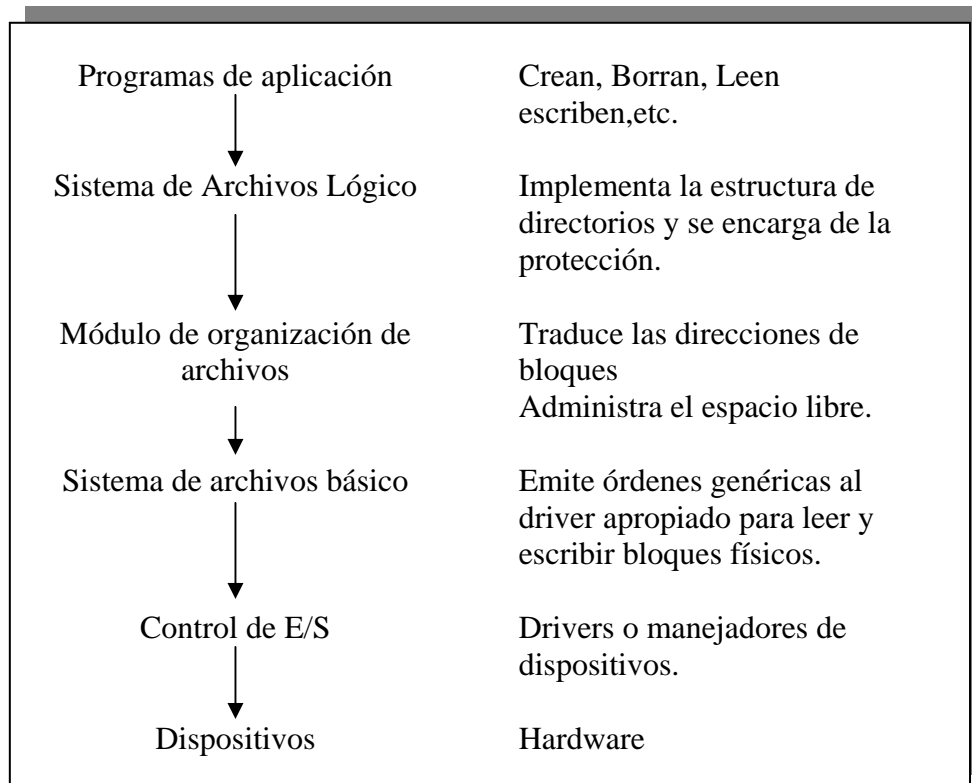 Programas de aplicación
Crean, Borran, Leen
escriben,etc.
Sistema de Archivos Lógico
Implementa la estructura de
directorios y se encarga de la
protección.
Módulo de organización de
archivos
Traduce las direcciones de
bloques
Administra el espacio libre.
Sistema de archivos básico
Emite órdenes genéricas al
driver apropiado para leer y
escribir bloques físicos.
Control de E/S
Drivers o manejadores de
dispositivos.
Dispositivos
Hardware